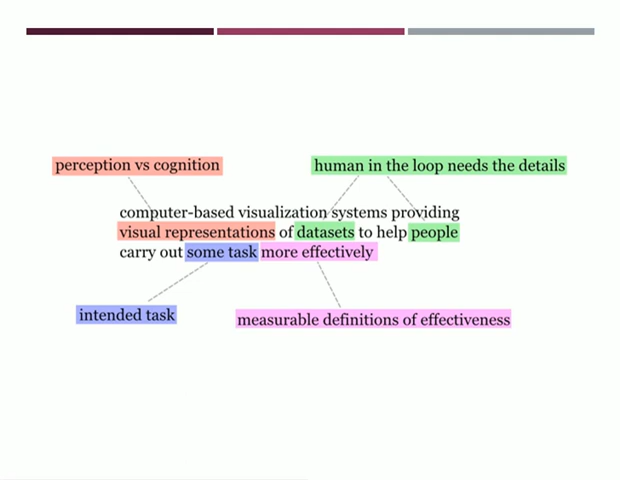 perception vs cognition
human in the loop needs the details
computer-based visualization systems providing
visual representations of datasets to help people
carry out some task more effectively
intended task
measurable definitions of effectiveness